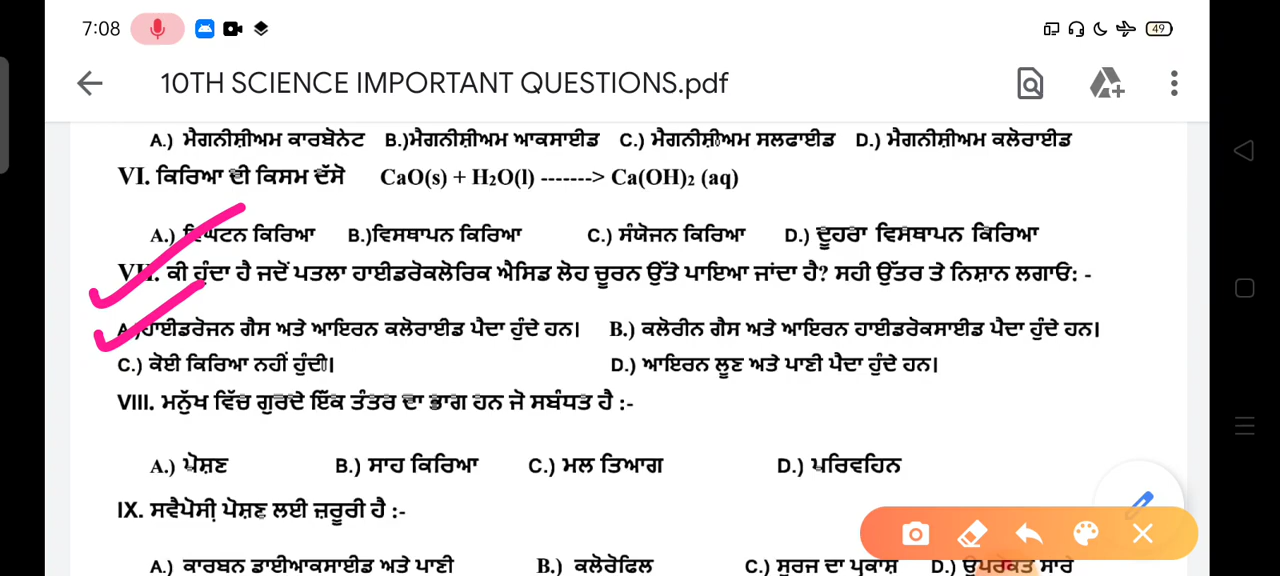 7:08
49
10TH SCIENCE IMPORTANT QUESTIONS.pdf
A.) ਮੈਗਨੀਸ਼ੀਅਮ ਕਾਰਬੋਨੇਟ B.)ਮੈਗਨੀਸ਼ੀਅਮ ਆਕਸਾਈਡ C.) ਮੈਗਨੀਸ਼ੀਅਮ ਸਲਫਾਈਡ D.) ਮੈਗਨੀਸ਼ੀਅਮ ਕਲੋਰਾਈਡ
VI. ਕਿਰਿਆ ਦੀ ਕਿਸਮ ਦੱਸੋ CaO(s) + H₂O(l) -------> Ca(OH)₂ (aq)
A.) ਵਿਘਟਨ ਕਿਰਿਆ B.)ਵਿਸਥਾਪਨ ਕਿਰਿਆ C.) ਸੰਯੋਜਨ ਕਿਰਿਆ D.) ਦੂਹਰਾ ਵਿਸਥਾਪਨ ਕਿਰਿਆ
VII. ਕੀ ਹੁੰਦਾ ਹੈ ਜਦੋਂ ਪਤਲਾ ਹਾਈਡਰੋਕਲੋਰਿਕ ਐਸਿਡ ਲੋਹ ਚੂਰਨ ਉੱਤੇ ਪਾਇਆ ਜਾਂਦਾ ਹੈ? ਸਹੀ ਉੱਤਰ ਤੇ ਨਿਸ਼ਾਨ ਲਗਾਓ: -
A.)ਹਾਈਡਰੋਜਨ ਗੈਸ ਅਤੇ ਆਇਰਨ ਕਲੋਰਾਈਡ ਪੈਦਾ ਹੁੰਦੇ ਹਨ। B.) ਕਲੋਰੀਨ ਗੈਸ ਅਤੇ ਆਇਰਨ ਹਾਈਡਰੋਕਸਾਈਡ ਪੈਦਾ ਹੁੰਦੇ ਹਨ।
C.) ਕੋਈ ਕਿਰਿਆ ਨਹੀਂ ਹੁੰਦੀ। D.) ਆਇਰਨ ਲੂਣ ਅਤੇ ਪਾਣੀ ਪੈਦਾ ਹੁੰਦੇ ਹਨ।
VIII. ਮਨੁੱਖ ਵਿੱਚ ਗੁਰਦੇ ਇੱਕ ਤੰਤਰ ਦਾ ਭਾਗ ਹਨ ਜੋ ਸਬੰਧਤ ਹੈ :-
A.) ਪੋਸ਼ਣ B.) ਸਾਹ ਕਿਰਿਆ C.) ਮਲ ਤਿਆਗ D.) ਪਰਿਵਹਿਨ
IX. ਸਵੈਪੋਸੀ਼ ਪੋਸ਼ਣ ਲਈ ਜ਼ਰੂਰੀ ਹੈ :-
A.) ਕਾਰਬਨ ਡਾਈਆਕਸਾਈਡ ਅਤੇ ਪਾਣੀ B.) ਕਲੋਰੋਫਿਲ C.) ਸੂਰਜ ਦਾ ਪ੍ਰਕਾਸ਼ D.) ਉਪਰੋਕਤ ਸਾਰੇ